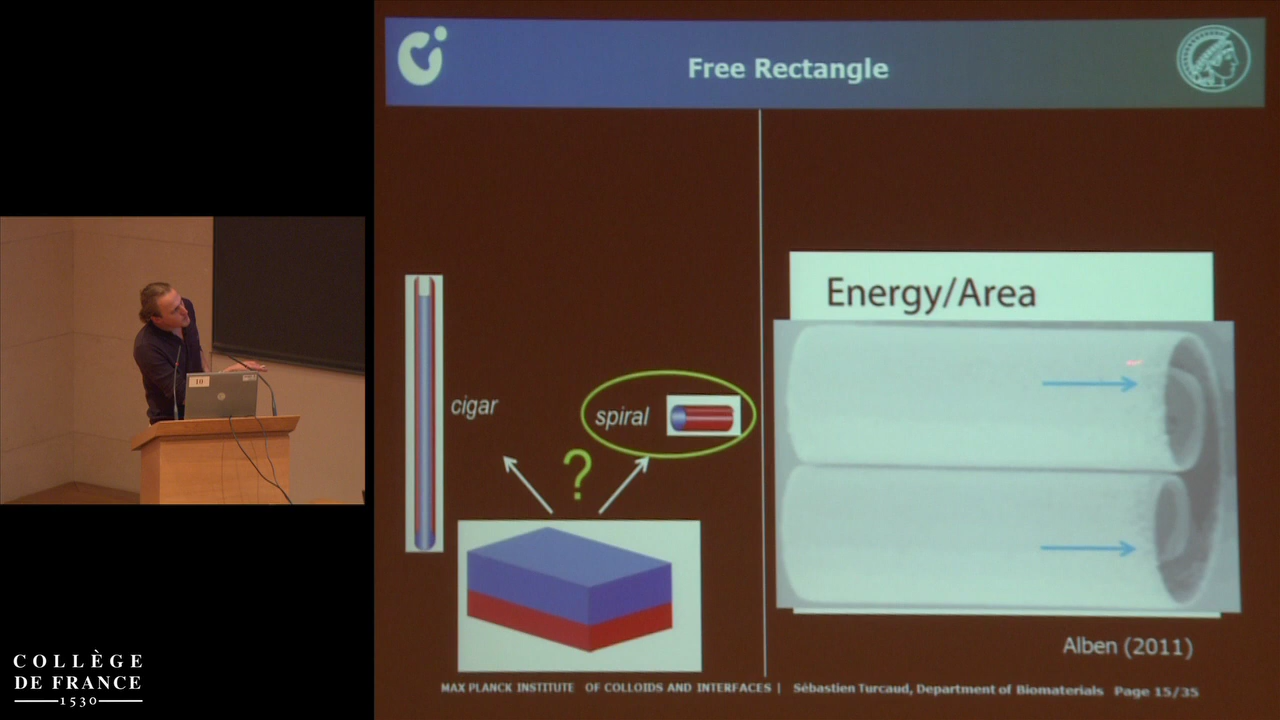 Free Rectangle
Energy/Area
cigar
spiral
?
10
Alben (2011)
MAX PLANCK INSTITUTE OF COLLOIDS AND INTERFACES | Sébastien Turcaud, Department of Biomaterials Page 15/35
COLLÈGE
DE FRANCE
1530